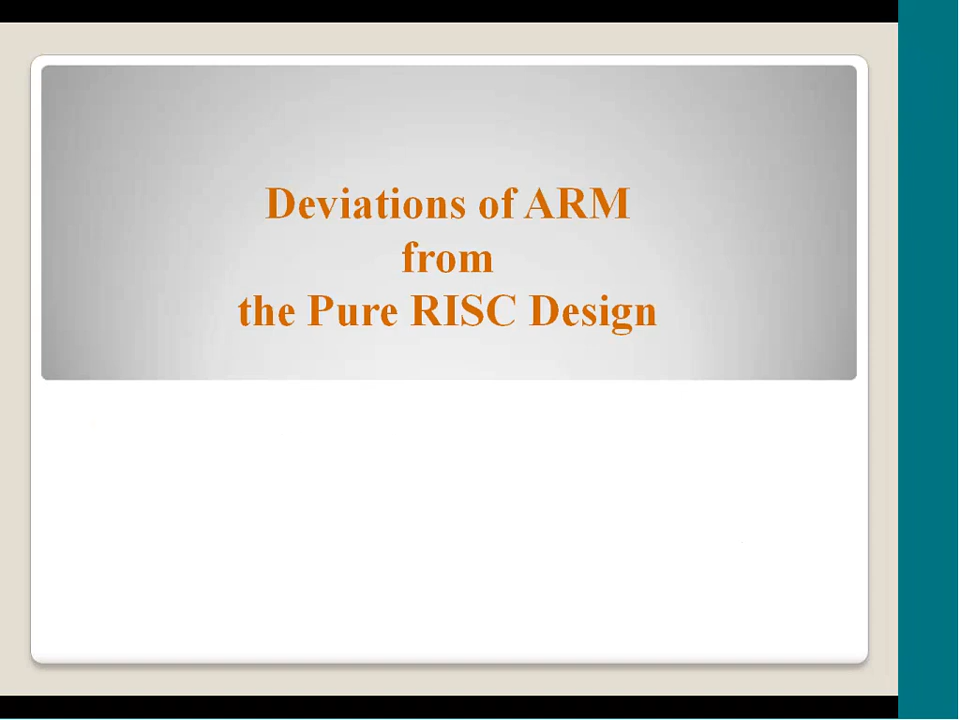 Deviations of ARM
from
the Pure RISC Design